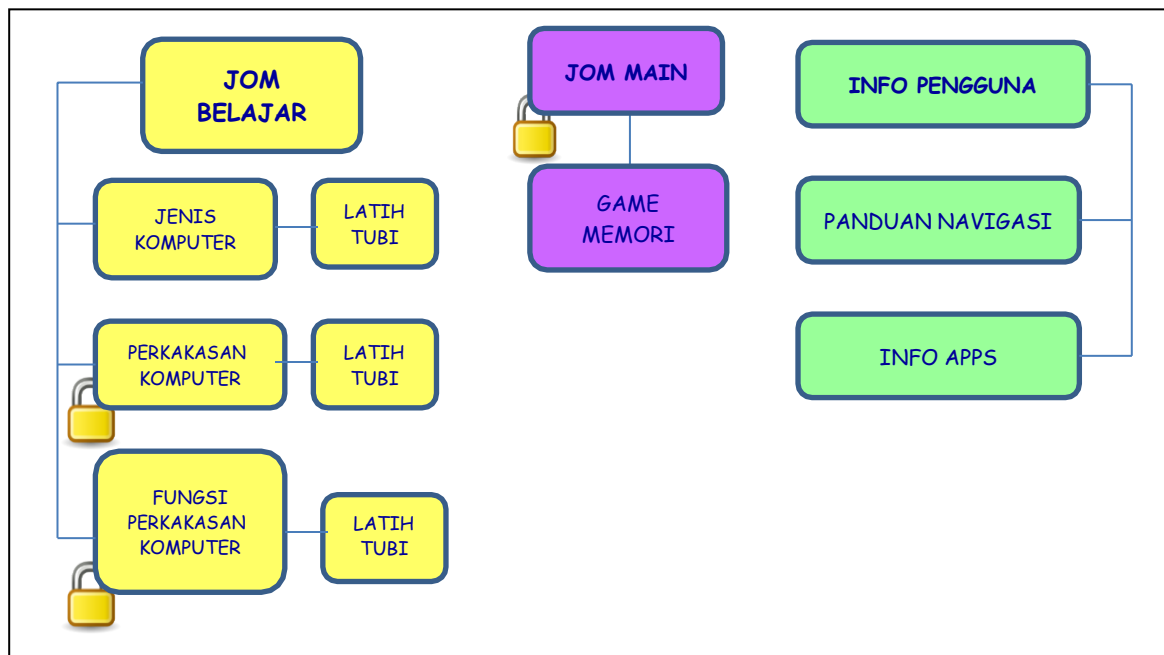 JOM
BELAJAR
JENIS
KOMPUTER
LATIH
TUBI
PERKAKASAN
KOMPUTER
LATIH
TUBI
FUNGSI
PERKAKASAN
KOMPUTER
LATIH
TUBI
JOM MAIN
GAME
MEMORI
INFO PENGGUNA
PANDUAN NAVIGASI
INFO APPS